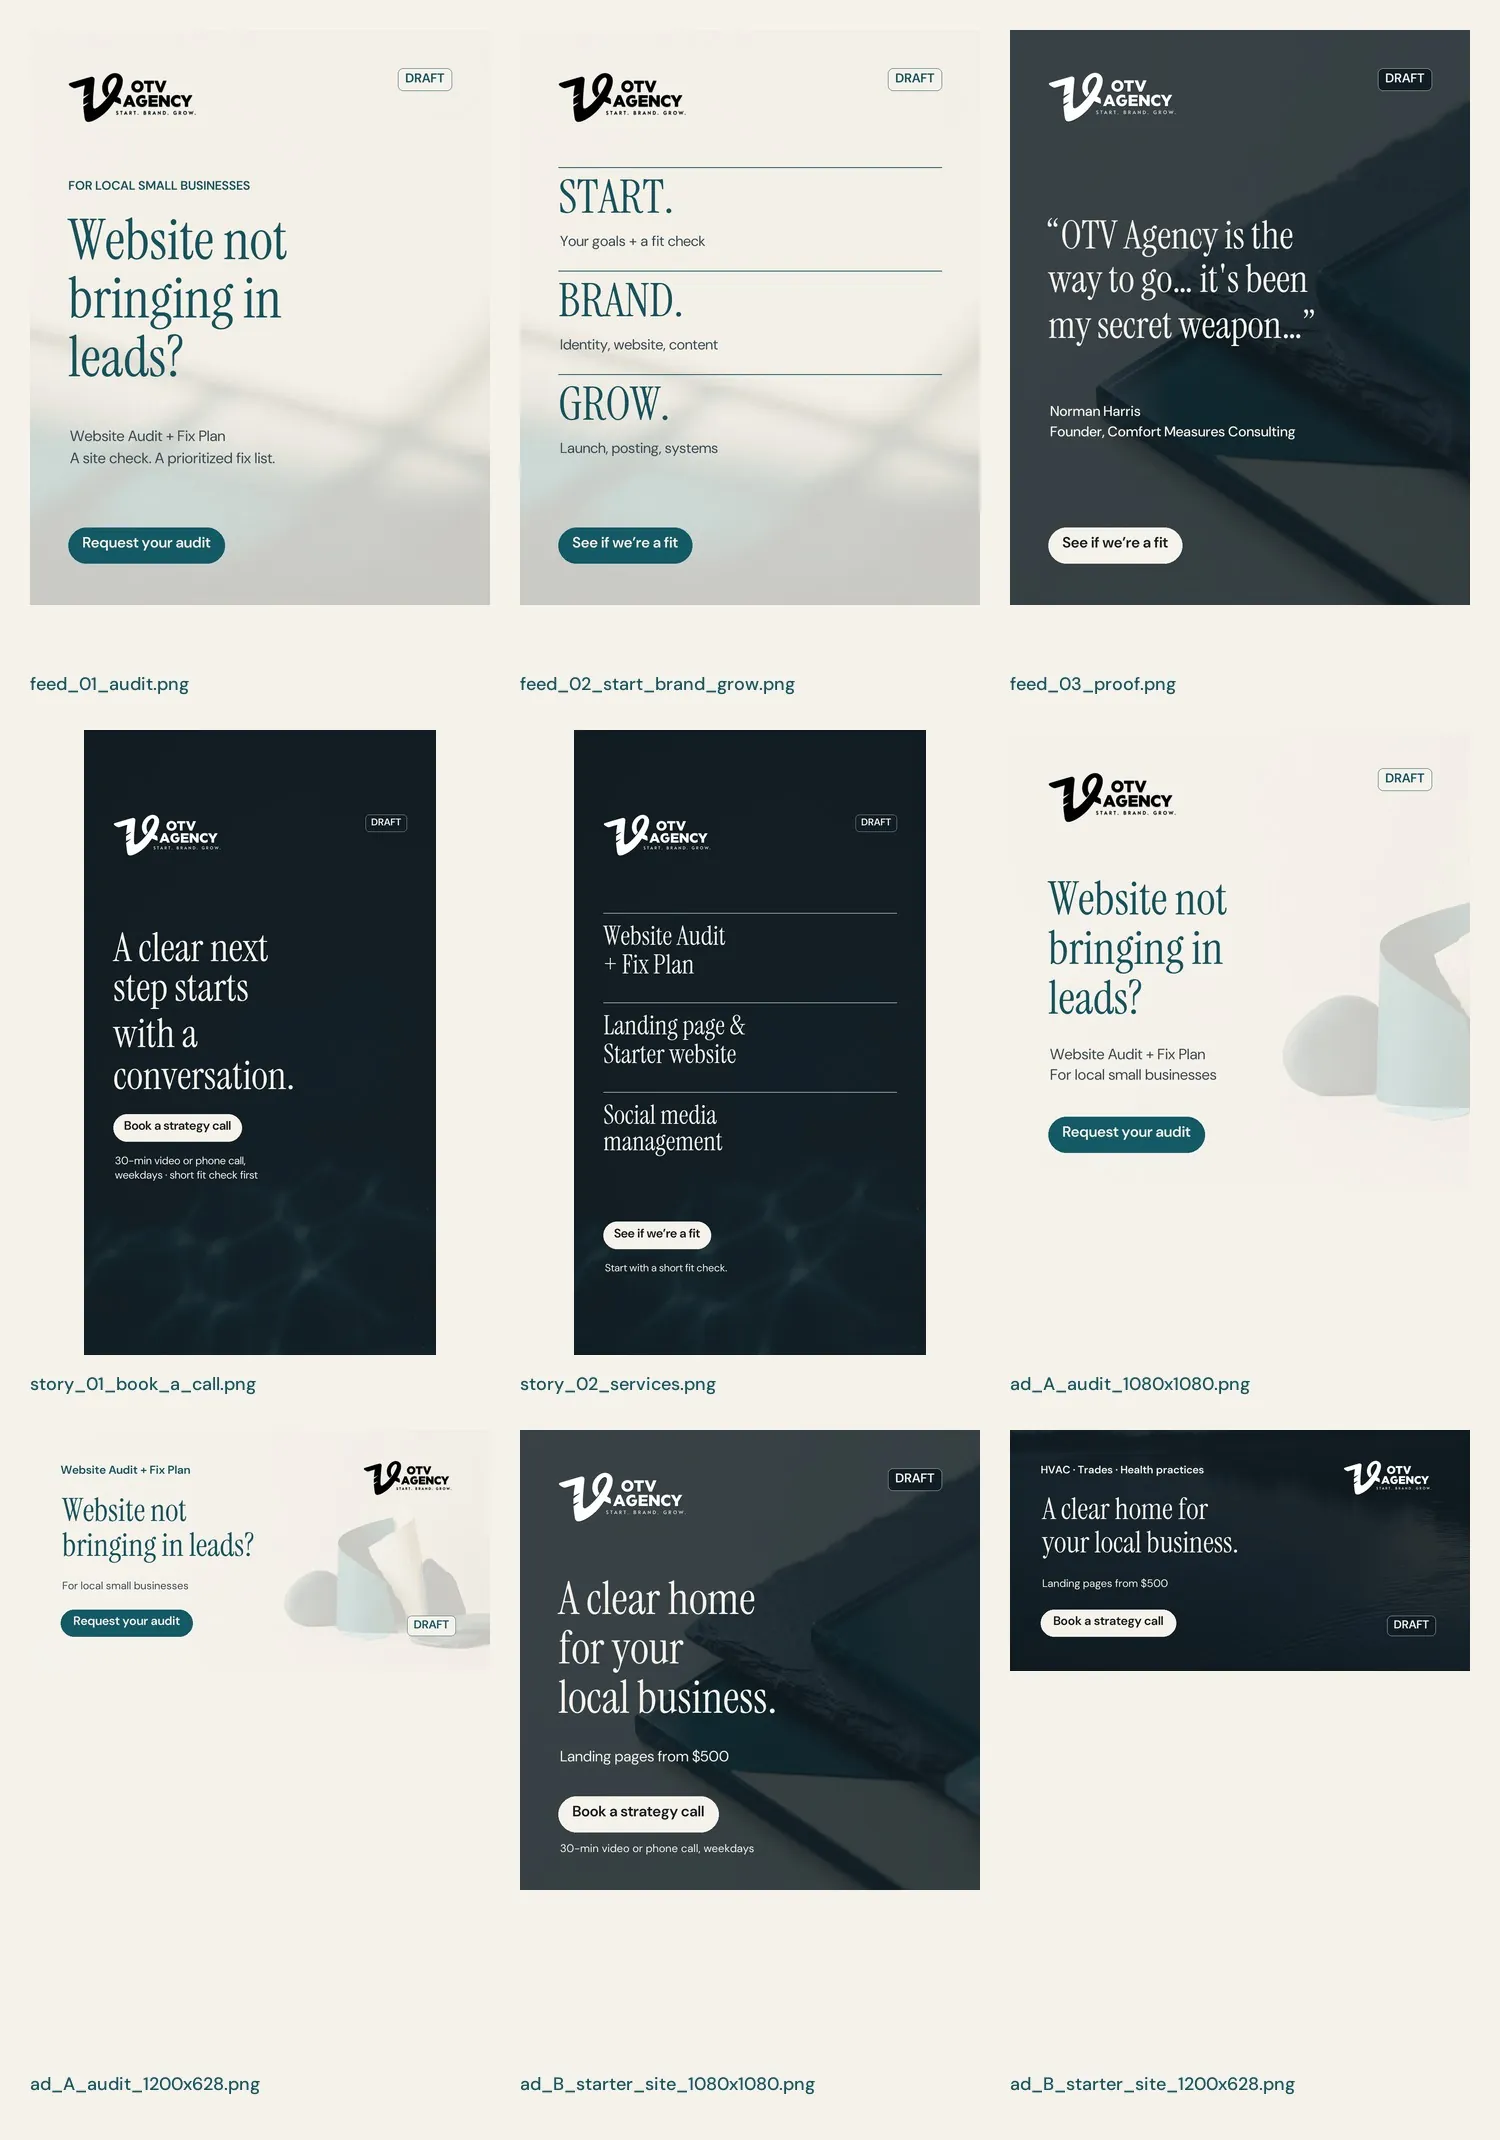 OTV
AGENCY
START. BRAND. GROW.
DRAFT
FOR LOCAL SMALL BUSINESSES
Website not
bringing in
leads?
Website Audit + Fix Plan
A site check. A prioritized fix list.
Request your audit
feed_01_audit.png
OTV
AGENCY
START. BRAND. GROW.
DRAFT
START.
Your goals + a fit check
BRAND.
Identity, website, content
GROW.
Launch, posting, systems
See if we’re a fit
feed_02_start_brand_grow.png
OTV
AGENCY
START. BRAND. GROW.
DRAFT
“OTV Agency is the
way to go... it's been
my secret weapon...”
Norman Harris
Founder, Comfort Measures Consulting
See if we’re a fit
feed_03_proof.png
OTV
AGENCY
START. BRAND. GROW.
DRAFT
A clear next
step starts
with a
conversation.
Book a strategy call
30-min video or phone call,
weekdays · short fit check first
story_01_book_a_call.png
OTV
AGENCY
START. BRAND. GROW.
DRAFT
Website Audit
+ Fix Plan
Landing page &
Starter website
Social media
management
See if we’re a fit
Start with a short fit check.
story_02_services.png
OTV
AGENCY
START. BRAND. GROW.
DRAFT
Website not
bringing in
leads?
Website Audit + Fix Plan
For local small businesses
Request your audit
ad_A_audit_1080x1080.png
Website Audit + Fix Plan
OTV
AGENCY
START. BRAND. GROW.
Website not
bringing in leads?
For local small businesses
Request your audit
DRAFT
ad_A_audit_1200x628.png
OTV
AGENCY
START. BRAND. GROW.
DRAFT
A clear home
for your
local business.
Landing pages from $500
Book a strategy call
30-min video or phone call, weekdays
ad_B_starter_site_1080x1080.png
HVAC · Trades · Health practices
OTV
AGENCY
START. BRAND. GROW.
A clear home for
your local business.
Landing pages from $500
Book a strategy call
DRAFT
ad_B_starter_site_1200x628.png